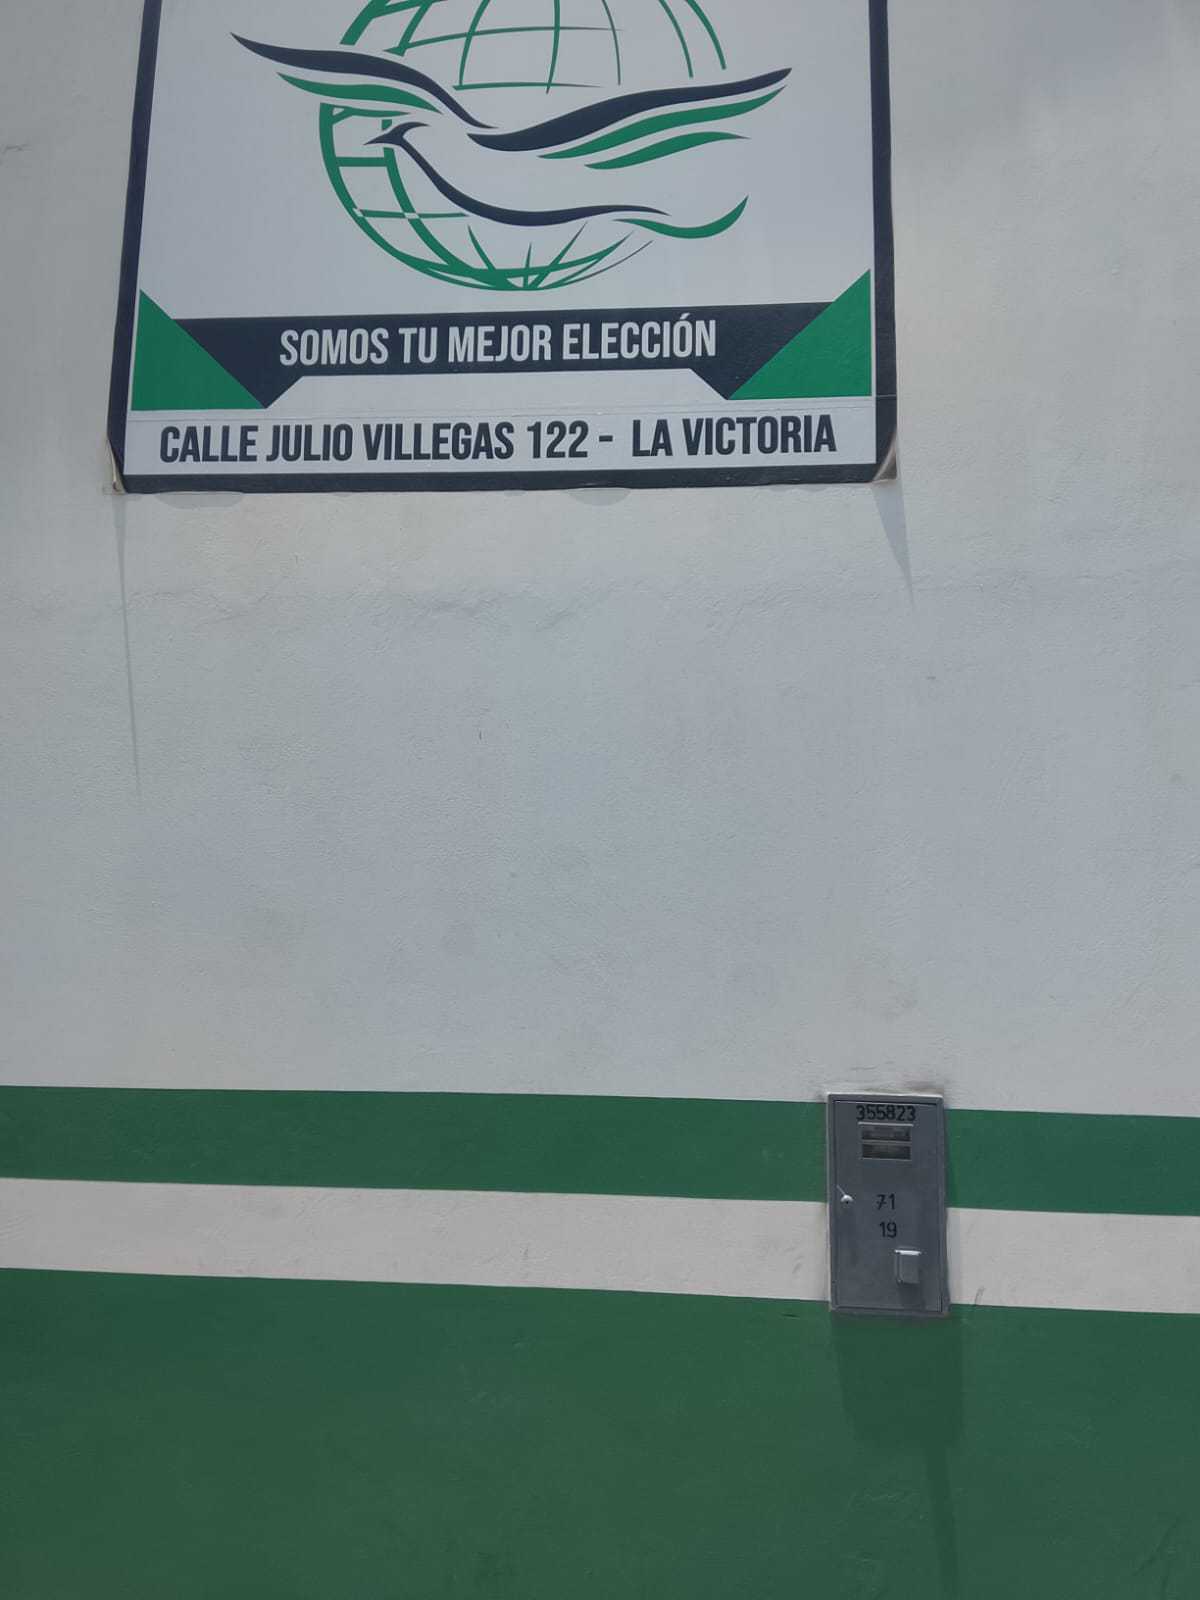 SOMOS TU MEJOR ELECCIÓN
CALLE JULIO VILLEGAS 122 - LA VICTORIA
355823
71
19